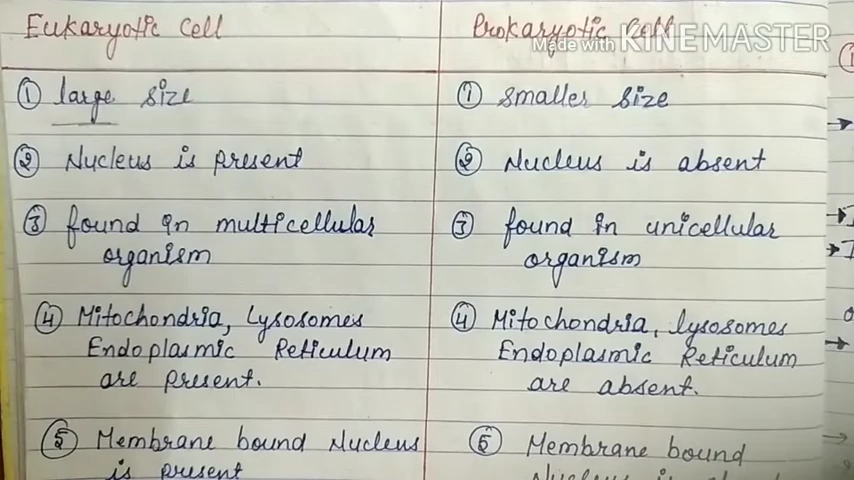 Eukaryotic Cell
① large size
② Nucleus is present
③ found in multicellular
organism
④ Mitochondria, Lysosomes
Endoplasmic Reticulum
are present.
⑤ Membrane bound Nucleus
is present
Prokaryotic Cell
Made with KINEMASTER
① smaller size
② Nucleus is absent
③ found in unicellular
organism
④ Mitochondria, lysosomes
Endoplasmic Reticulum
are absent.
⑤ Membrane bound